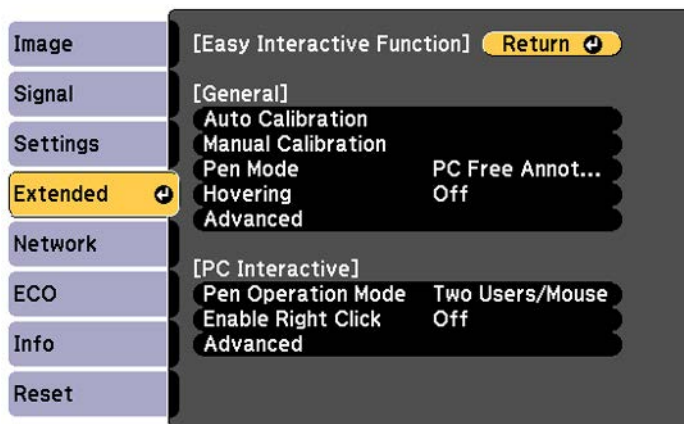 Image
Signal
Settings
Extended
Network
ECO
Info
Reset
[Easy Interactive Function] Return
[General]
Auto Calibration
Manual Calibration
Pen Mode PC Free Annot...
Hovering Off
Advanced
[PC Interactive]
Pen Operation Mode Two Users/Mouse
Enable Right Click Off
Advanced